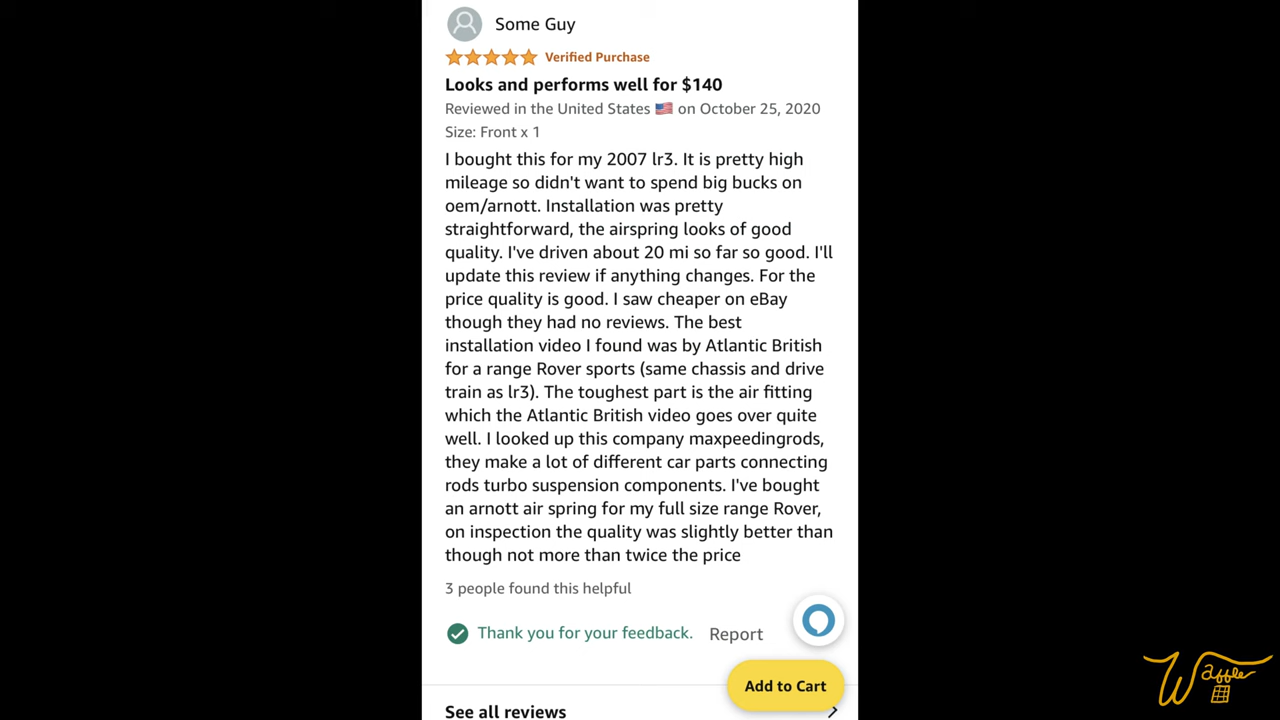 Some Guy
Verified Purchase
Looks and performs well for $140
Reviewed in the United States 🇺🇸 on October 25, 2020
Size: Front x 1
I bought this for my 2007 lr3. It is pretty high
mileage so didn't want to spend big bucks on
oem/arnott. Installation was pretty
straightforward, the airspring looks of good
quality. I've driven about 20 mi so far so good. I'll
update this review if anything changes. For the
price quality is good. I saw cheaper on eBay
though they had no reviews. The best
installation video I found was by Atlantic British
for a range Rover sports (same chassis and drive
train as lr3). The toughest part is the air fitting
which the Atlantic British video goes over quite
well. I looked up this company maxpeedingrods,
they make a lot of different car parts connecting
rods turbo suspension components. I've bought
an arnott air spring for my full size range Rover,
on inspection the quality was slightly better than
though not more than twice the price
3 people found this helpful
Thank you for your feedback. Report
Add to Cart
See all reviews
Waffle